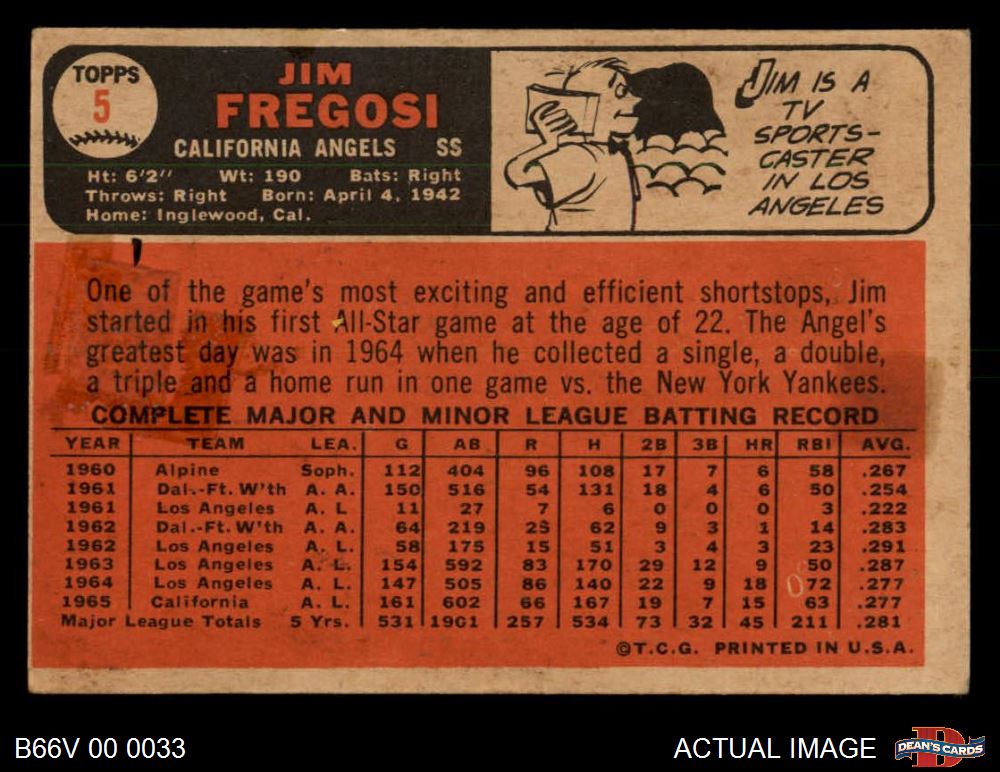 TOPPS
5
JIM
FREGOSI
CALIFORNIA ANGELS SS
Ht: 6'2" Wt: 190 Bats: Right
Throws: Right Born: April 4, 1942
Home: Inglewood, Cal.
JIM IS A
TV
SPORTS-
CASTER
IN LOS
ANGELES
One of the game's most exciting and efficient shortstops, Jim
started in his first All-Star game at the age of 22. The Angel's
greatest day was in 1964 when he collected a single, a double,
a triple and a home run in one game vs. the New York Yankees.
COMPLETE MAJOR AND MINOR LEAGUE BATTING RECORD
YEAR TEAM LEA. G AB R H 2B 3B HR RBI AVG.
1960 Alpine Soph. 112 404 96 108 17 7 6 58 .267
1961 Dal.-Ft. W'th A. A. 150 516 54 131 18 4 6 50 .254
1961 Los Angeles A. L 11 27 7 6 0 0 0 3 .222
1962 Dal.-Ft. W'th A. A. 64 219 25 62 9 3 1 14 .283
1962 Los Angeles A. L. 58 175 15 51 3 4 3 23 .291
1963 Los Angeles A. L. 154 592 83 170 29 12 9 50 .287
1964 Los Angeles A. L. 147 505 86 140 22 9 18 72 .277
1965 California A. L. 161 602 66 167 19 7 15 63 .277
Major League Totals 5 Yrs. 531 1901 257 534 73 32 45 211 .281
©T.C.G. PRINTED IN U.S.A.
B66V 00 0033
ACTUAL IMAGE
DEAN'S CARDS